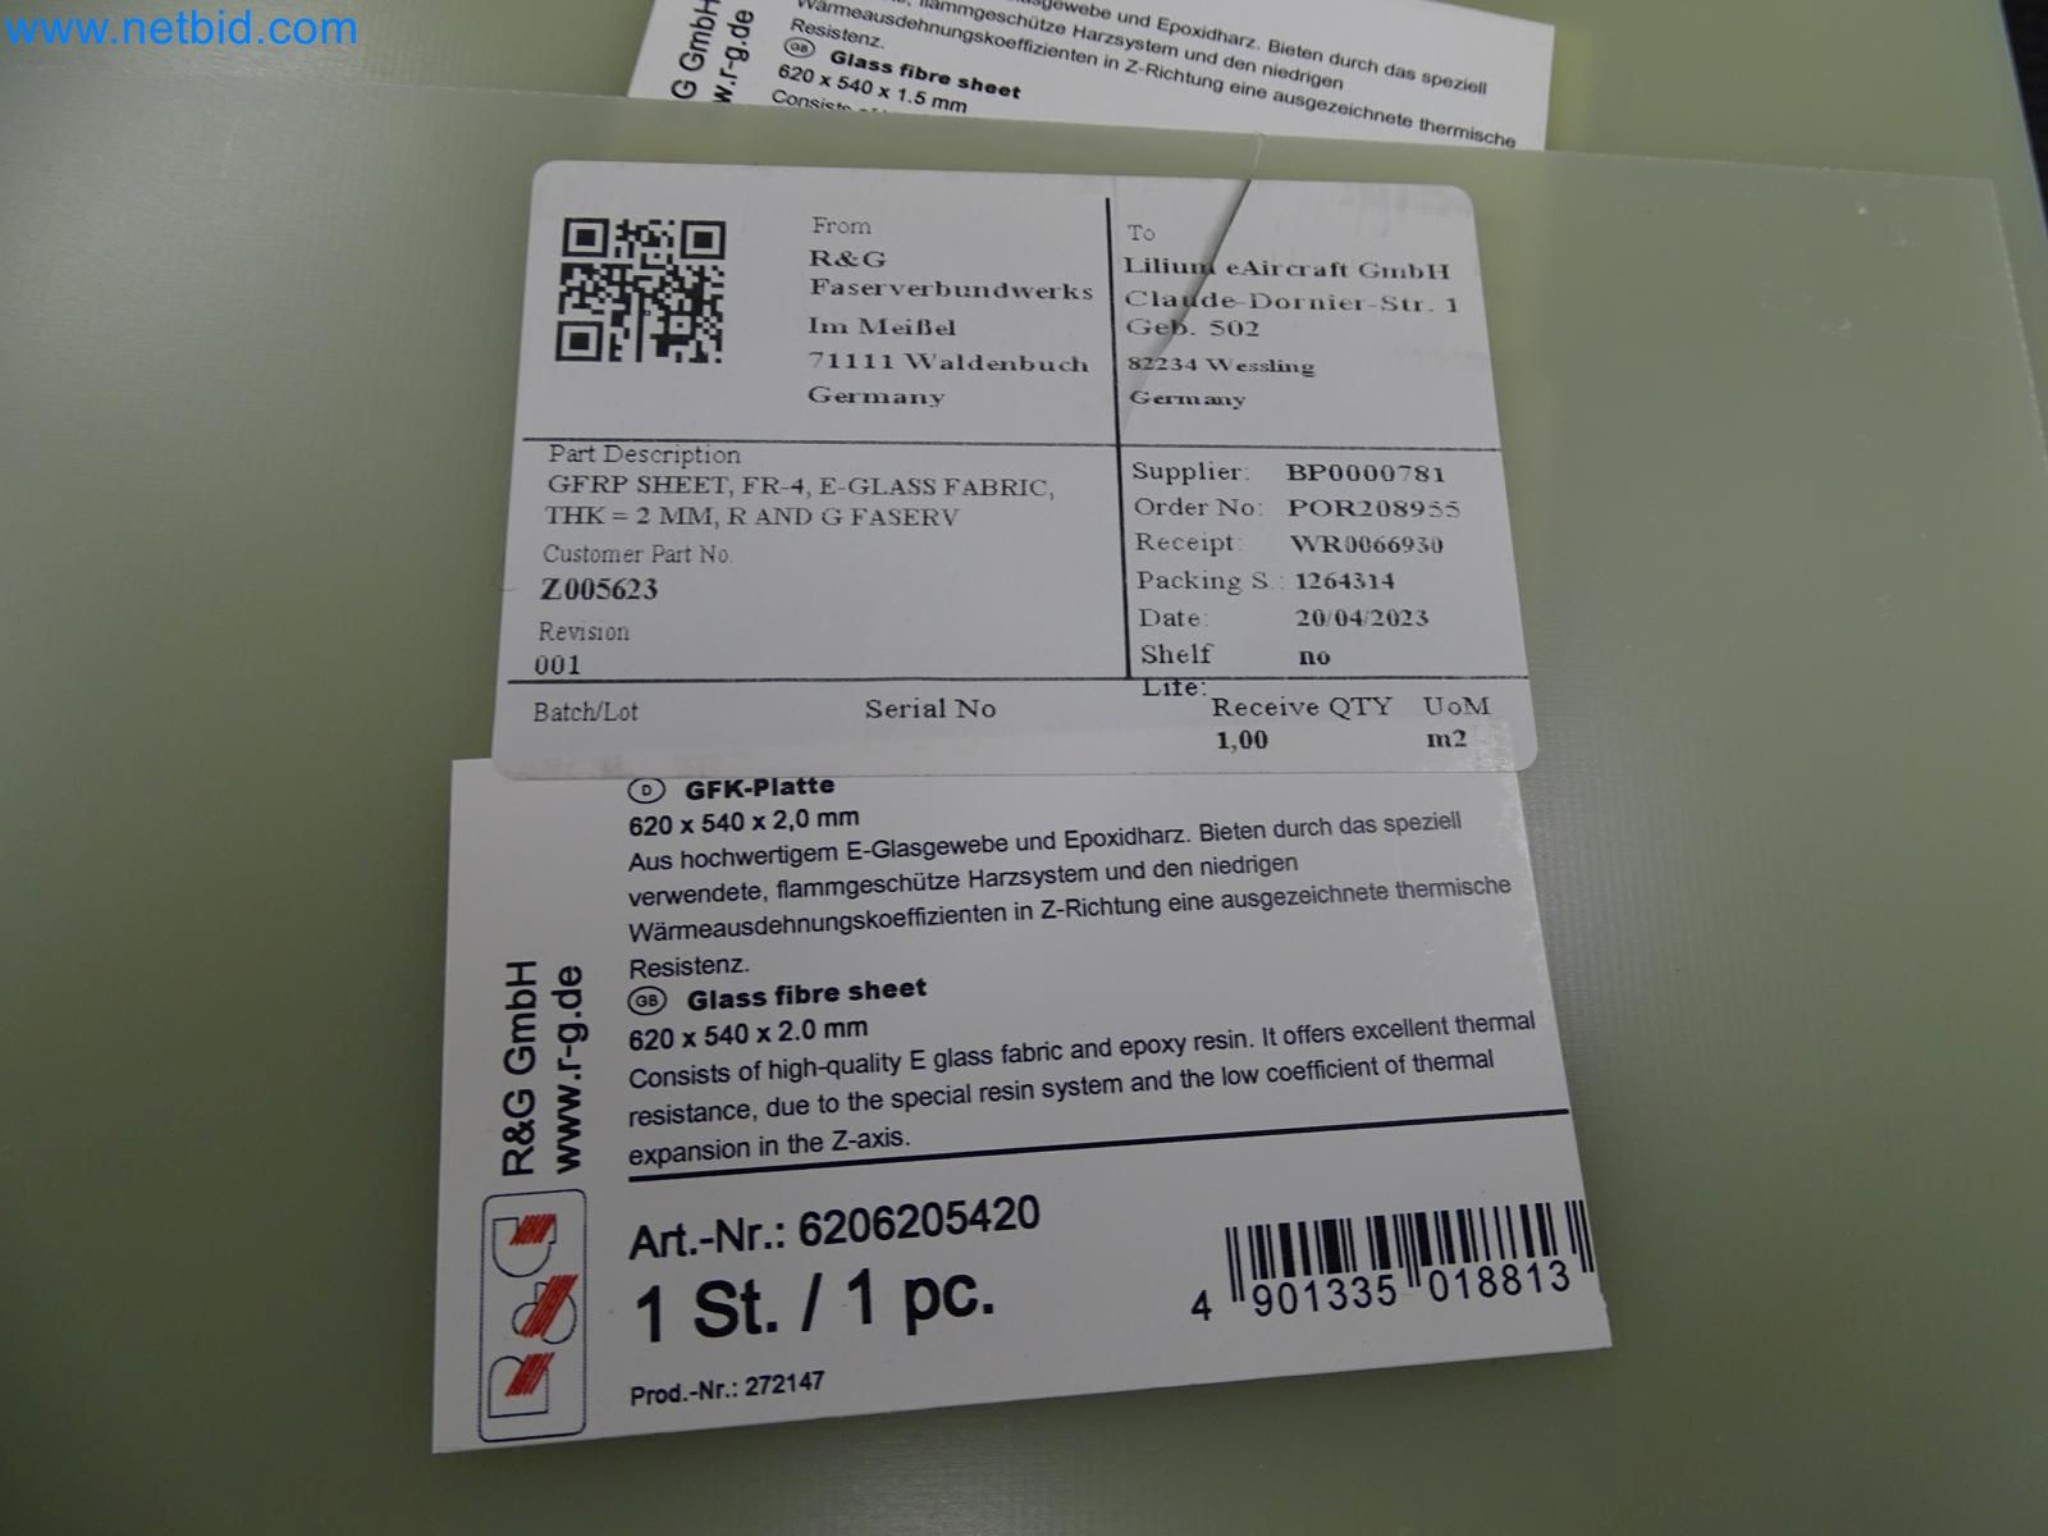 www.netbid.com
G GmbH
w.r-g.de
gewebe und Epoxidharz. Bieten durch das speziell
flammgeschütze Harzsystem und den niedrigen
Wärmeausdehnungskoeffizienten in Z-Richtung eine ausgezeichnete thermische
Resistenz.
GB Glass fibre sheet
620 x 540 x 1.5 mm
From
R&G
Faserverbundwerks
Im Meißel
71111 Waldenbuch
Germany
To
Lilium eAircraft GmbH
Claude-Dornier-Str. 1
Geb. 502
82234 Wessling
Germany
Part Description
GFRP SHEET, FR-4, E-GLASS FABRIC,
THK = 2 MM, R AND G FASERV
Customer Part No.
Z005623
Revision
001
Supplier: BP0000781
Order No: POR208955
Receipt: WR0066930
Packing S.: 1264314
Date: 20/04/2023
Shelf no
Life:
Batch/Lot
Serial No
Receive QTY UoM
1,00 m2
D GFK-Platte
620 x 540 x 2,0 mm
Aus hochwertigem E-Glasgewebe und Epoxidharz. Bieten durch das speziell
verwendete, flammgeschütze Harzsystem und den niedrigen
Wärmeausdehnungskoeffizienten in Z-Richtung eine ausgezeichnete thermische
Resistenz.
GB Glass fibre sheet
620 x 540 x 2.0 mm
Consists of high-quality E glass fabric and epoxy resin. It offers excellent thermal
resistance, due to the special resin system and the low coefficient of thermal
expansion in the Z-axis.
R&G GmbH
www.r-g.de
R&G
Art.-Nr.: 6206205420
1 St. / 1 pc.
Prod.-Nr.: 272147
4 901335 018813